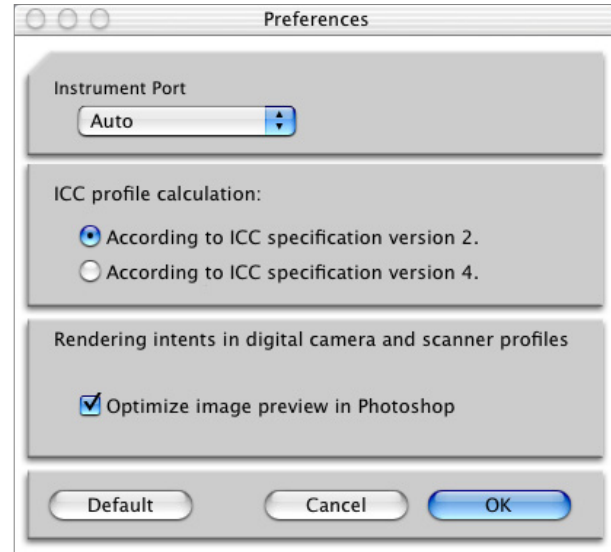 Preferences
Instrument Port
Auto
ICC profile calculation:
According to ICC specification version 2.
According to ICC specification version 4.
Rendering intents in digital camera and scanner profiles
Optimize image preview in Photoshop
Default Cancel OK